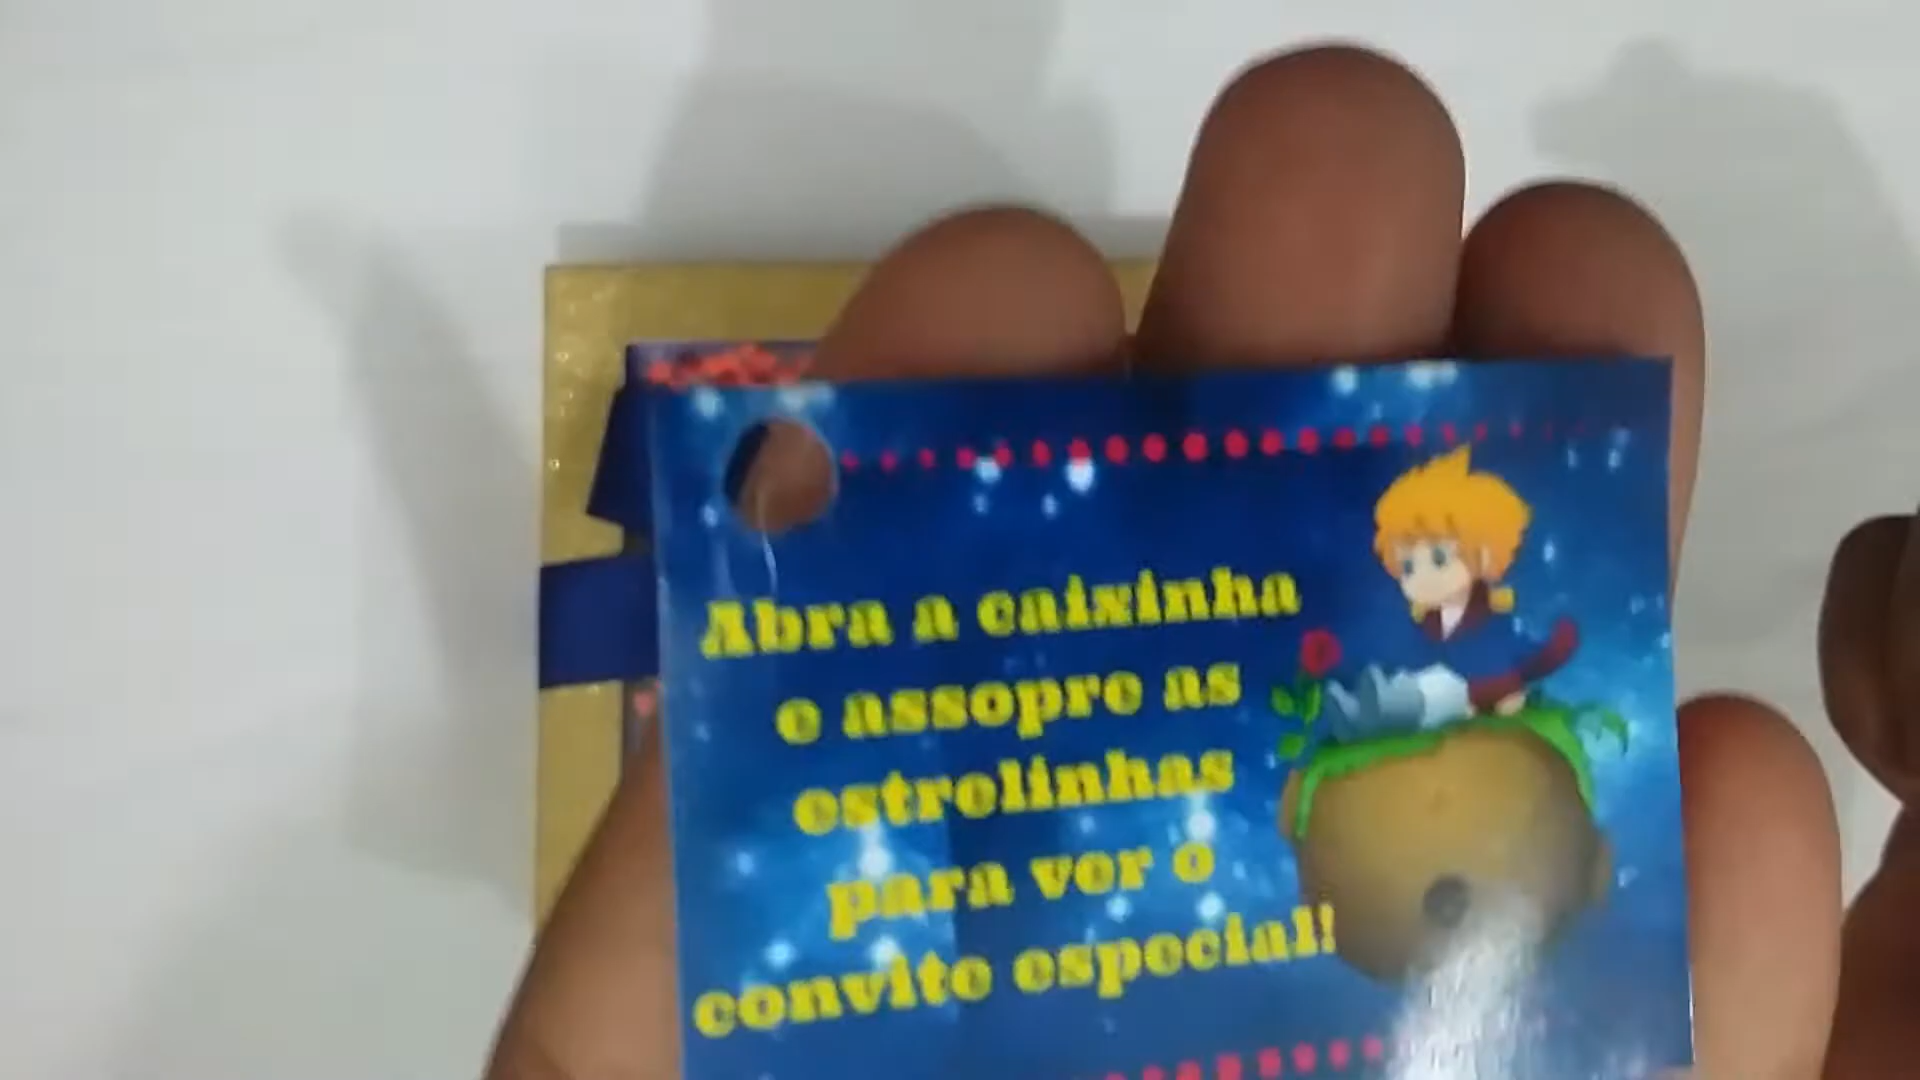 Abra a caixinha
e assopre as
estrelinhas
para ver o
convite especial!